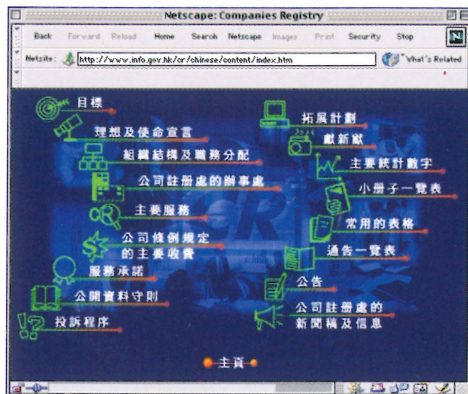 Netscape: Companies Registry
Back Forward Reload Home Search Netscape Images Print Security Stop
Netsite: http://www.info.gov.hk/cr/chinese/content/index.htm What's Related
目標
理想及使命宣言
組織結構及職務分配
公司註冊處的辦事處
主要服務
公司條例規定
的主要收費
服務承諾
公開資料守則
投訴程序
拓展計劃
獻新猷
主要統計數字
小冊子一覽表
常用的表格
通告一覽表
公告
公司註冊處的
新聞稿及信息
主頁